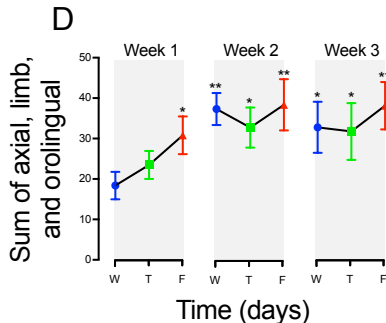 D
Week 1 Week 2 Week 3
Sum of axial, limb,
and orolingual
50
40
30
20
10
0
* ** * ** * * **
W T F W T F W T F
Time (days)